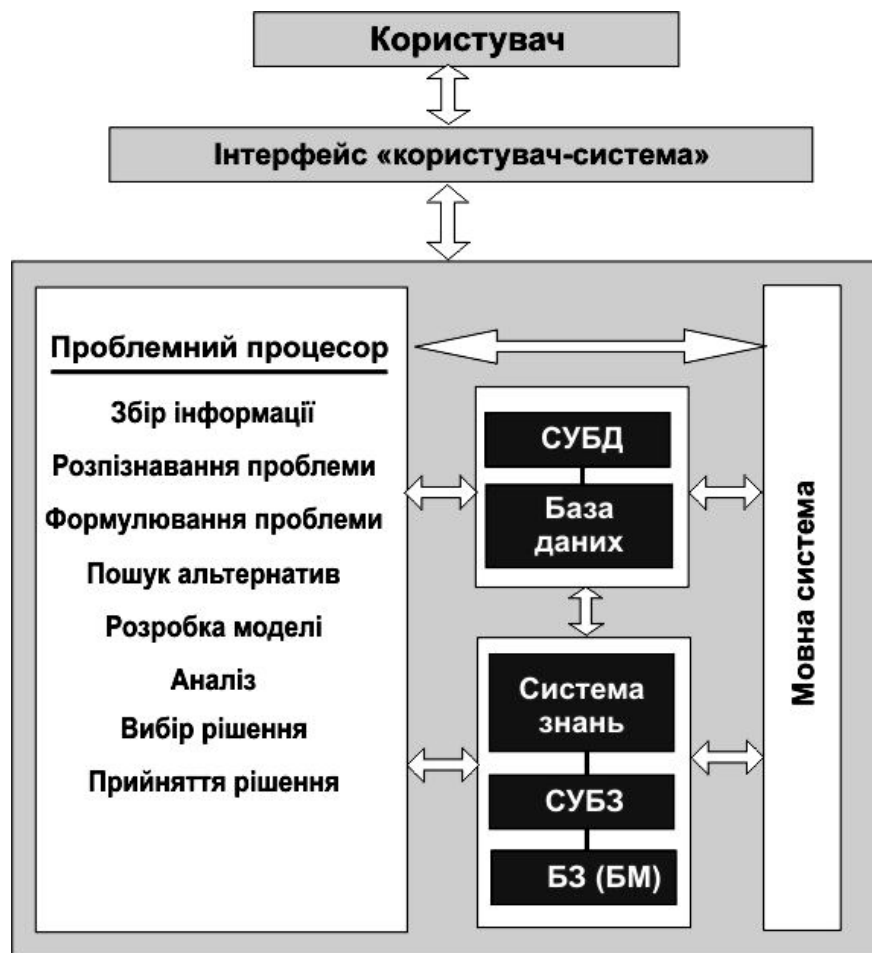 Користувач
Інтерфейс «користувач-система»
Проблемний процесор
Збір інформації
Розпізнавання проблеми
Формулювання проблеми
Пошук альтернатив
Розробка моделі
Аналіз
Вибір рішення
Прийняття рішення
СУБД
База
даних
Система
знань
СУБЗ
БЗ (БМ)
Мовна система